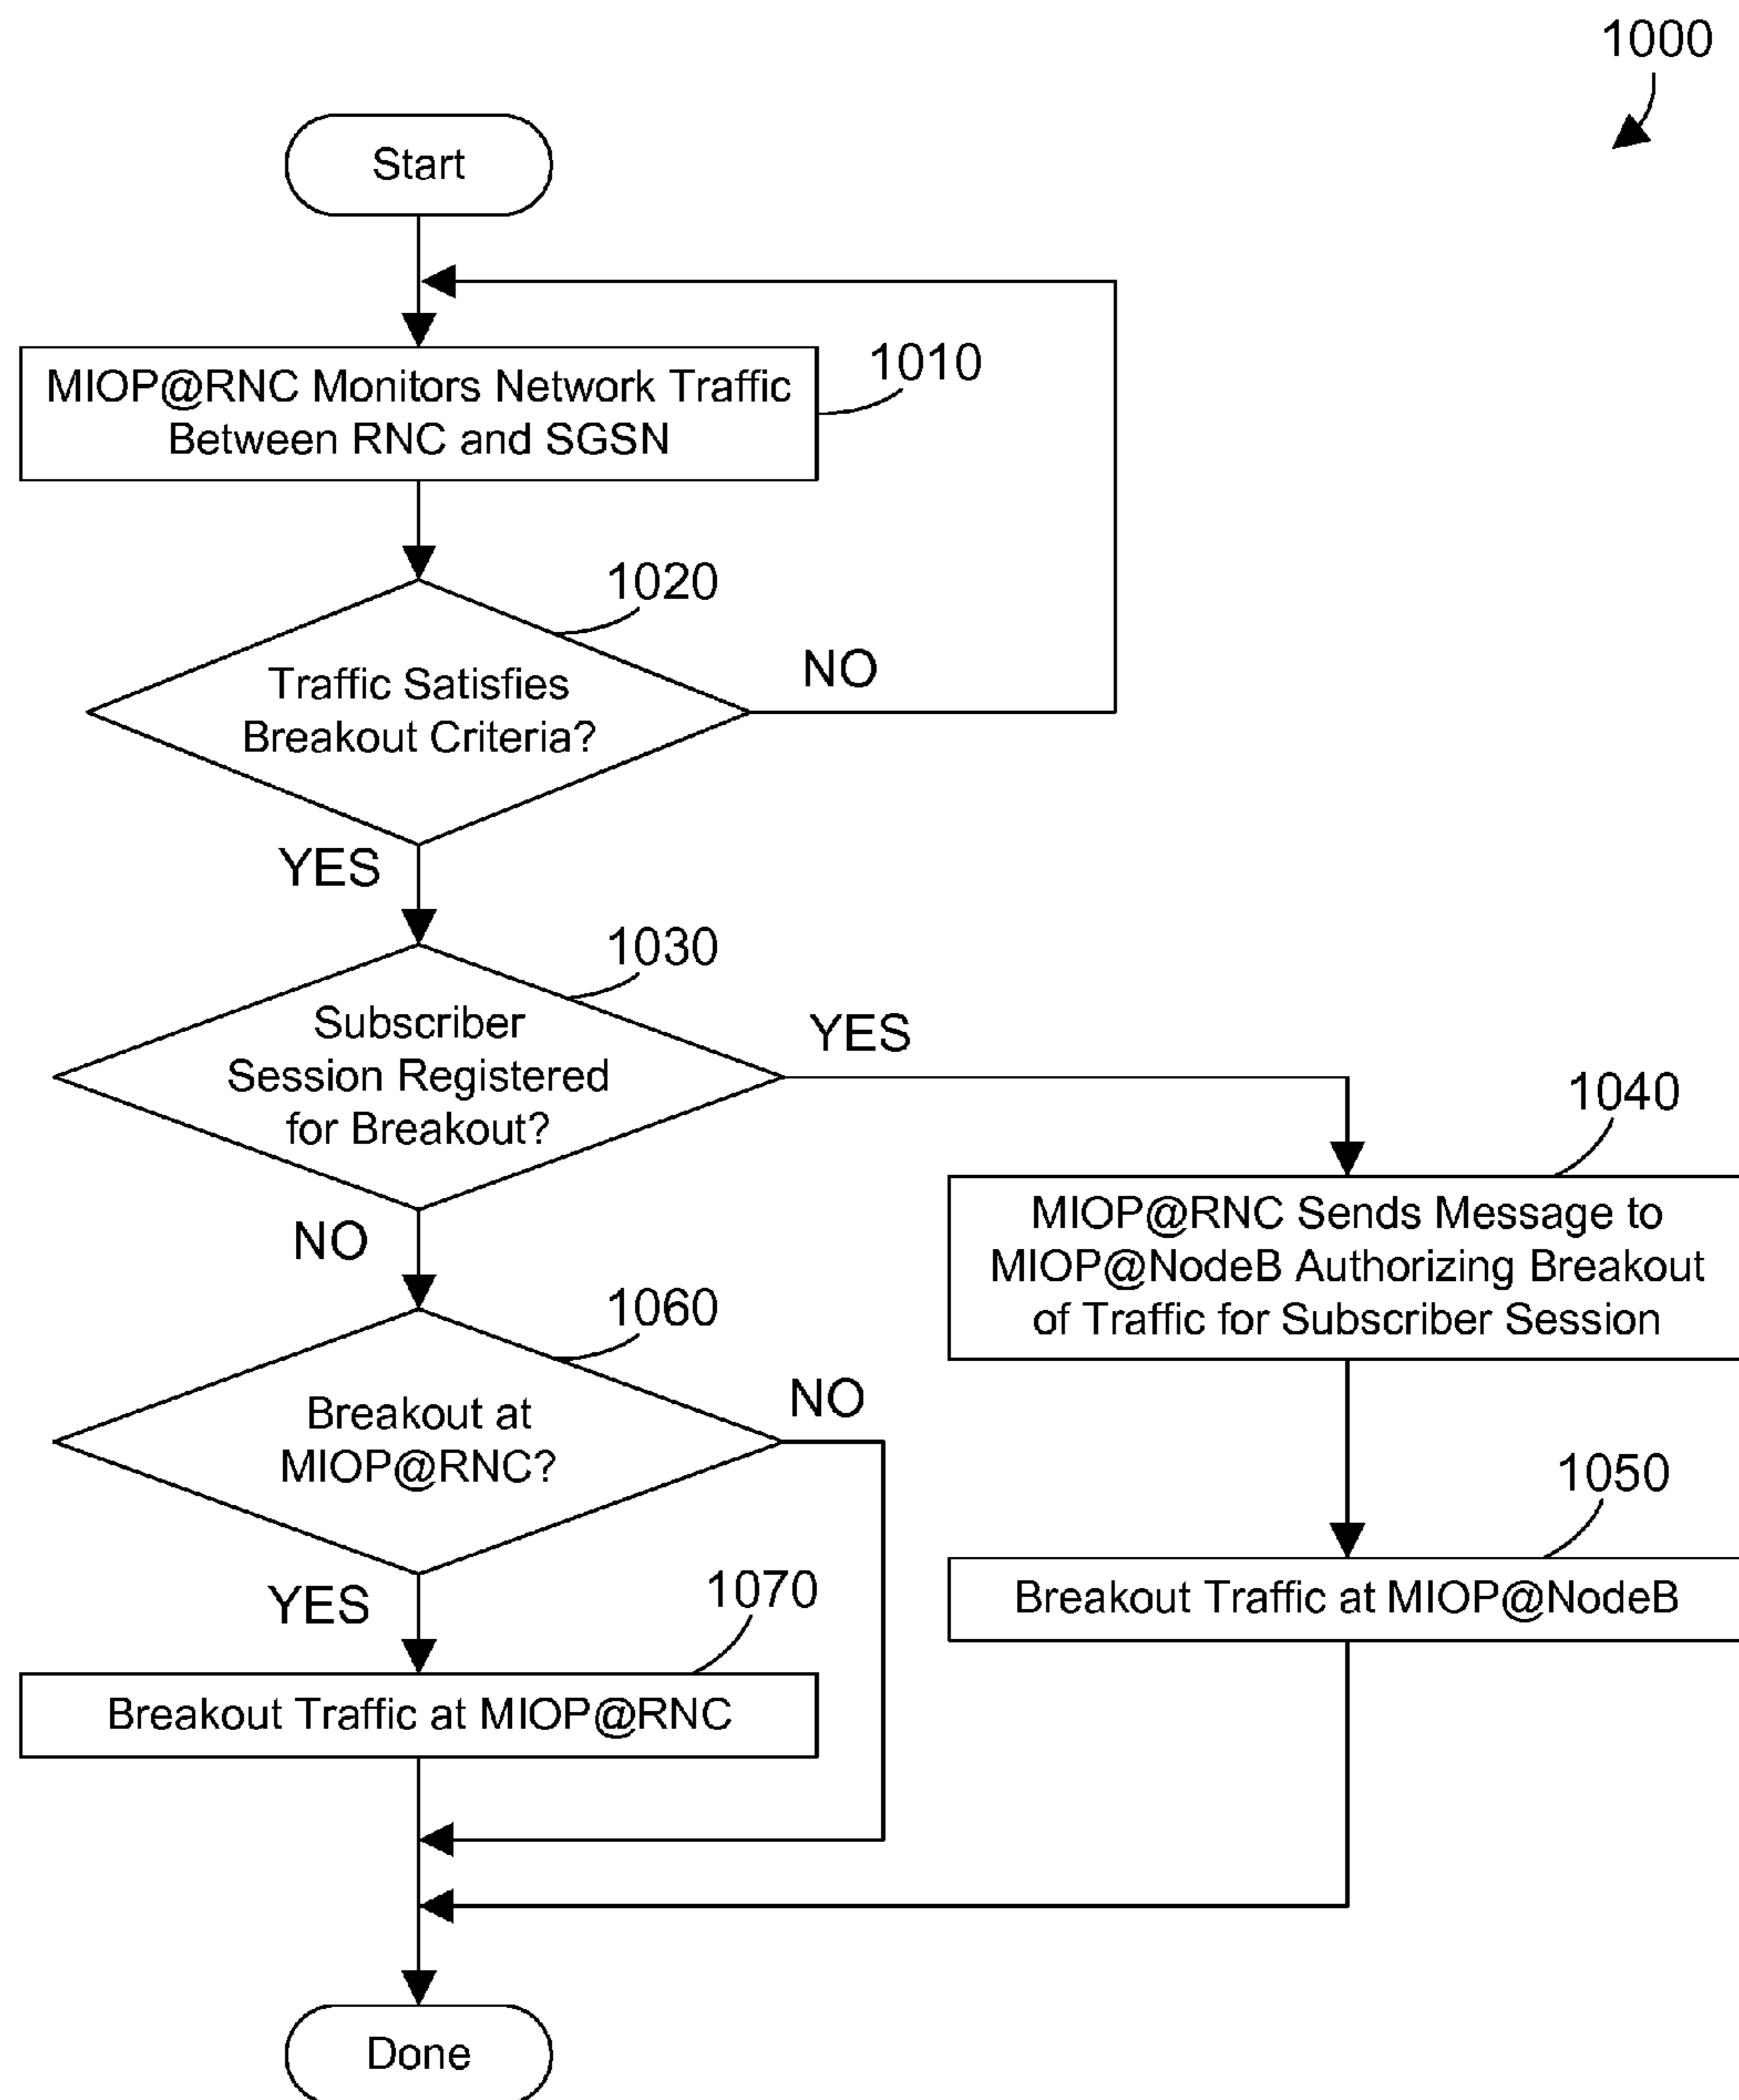 1000
Start
MIOP@RNC Monitors Network Traffic
Between RNC and SGSN
1010
1020
Traffic Satisfies
Breakout Criteria?
NO
YES
1030
Subscriber
Session Registered
for Breakout?
YES
NO
1040
MIOP@RNC Sends Message to
MIOP@NodeB Authorizing Breakout
of Traffic for Subscriber Session
1060
Breakout at
MIOP@RNC?
NO
YES
1050
Breakout Traffic at MIOP@NodeB
1070
Breakout Traffic at MIOP@RNC
Done